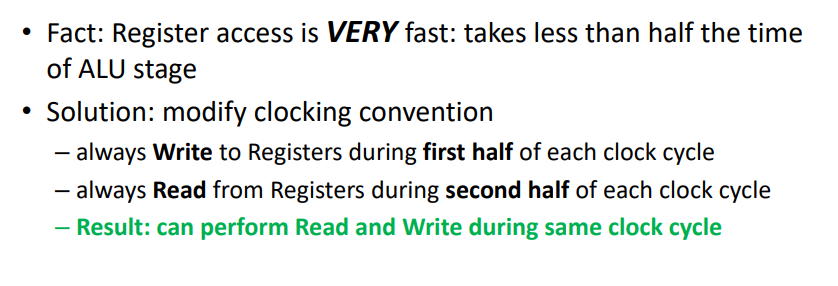 • Fact: Register access is VERY fast: takes less than half the time
of ALU stage
• Solution: modify clocking convention
– always Write to Registers during first half of each clock cycle
– always Read from Registers during second half of each clock cycle
– Result: can perform Read and Write during same clock cycle